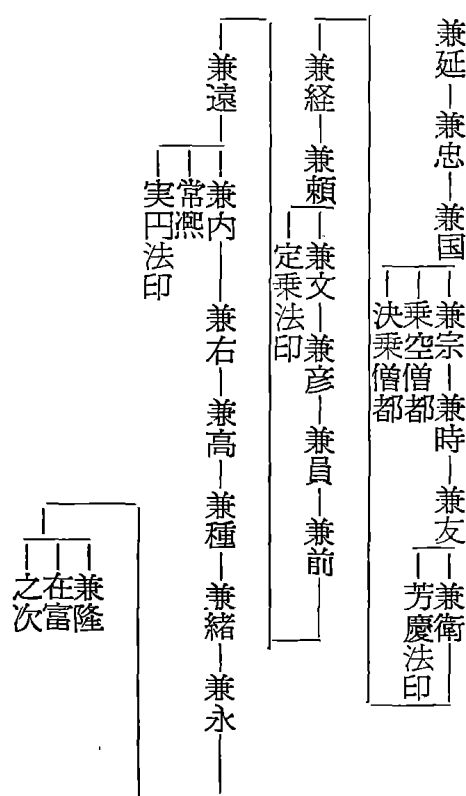 兼延―兼忠―兼国―兼宗―兼時―兼友―兼衛
乗空僧都
決乗僧都
芳慶法印
兼経―兼頼―兼文―兼彦―兼員―兼前
定乗法印
兼遠―兼内―兼右―兼高―兼種―兼緒―兼永
常凞
実円法印
兼隆
在富
之次